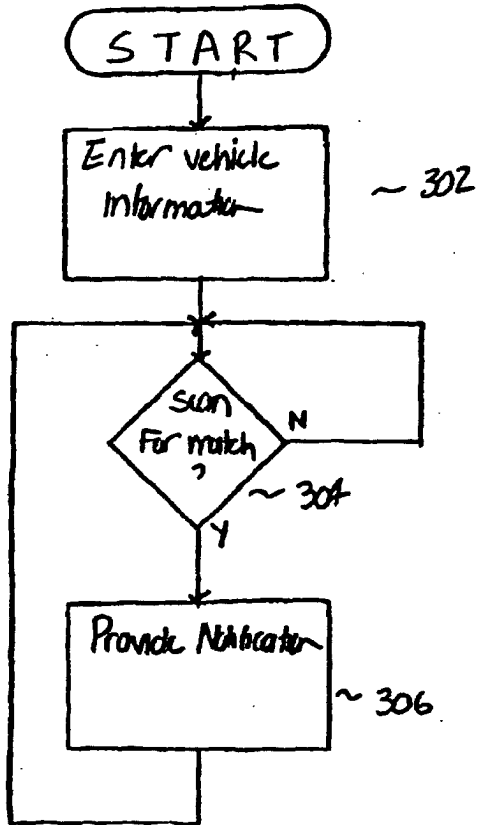 START
Enter vehicle
Information
~ 302
Scan
For match
?
N
~ 304
Y
Provide Notification
~ 306